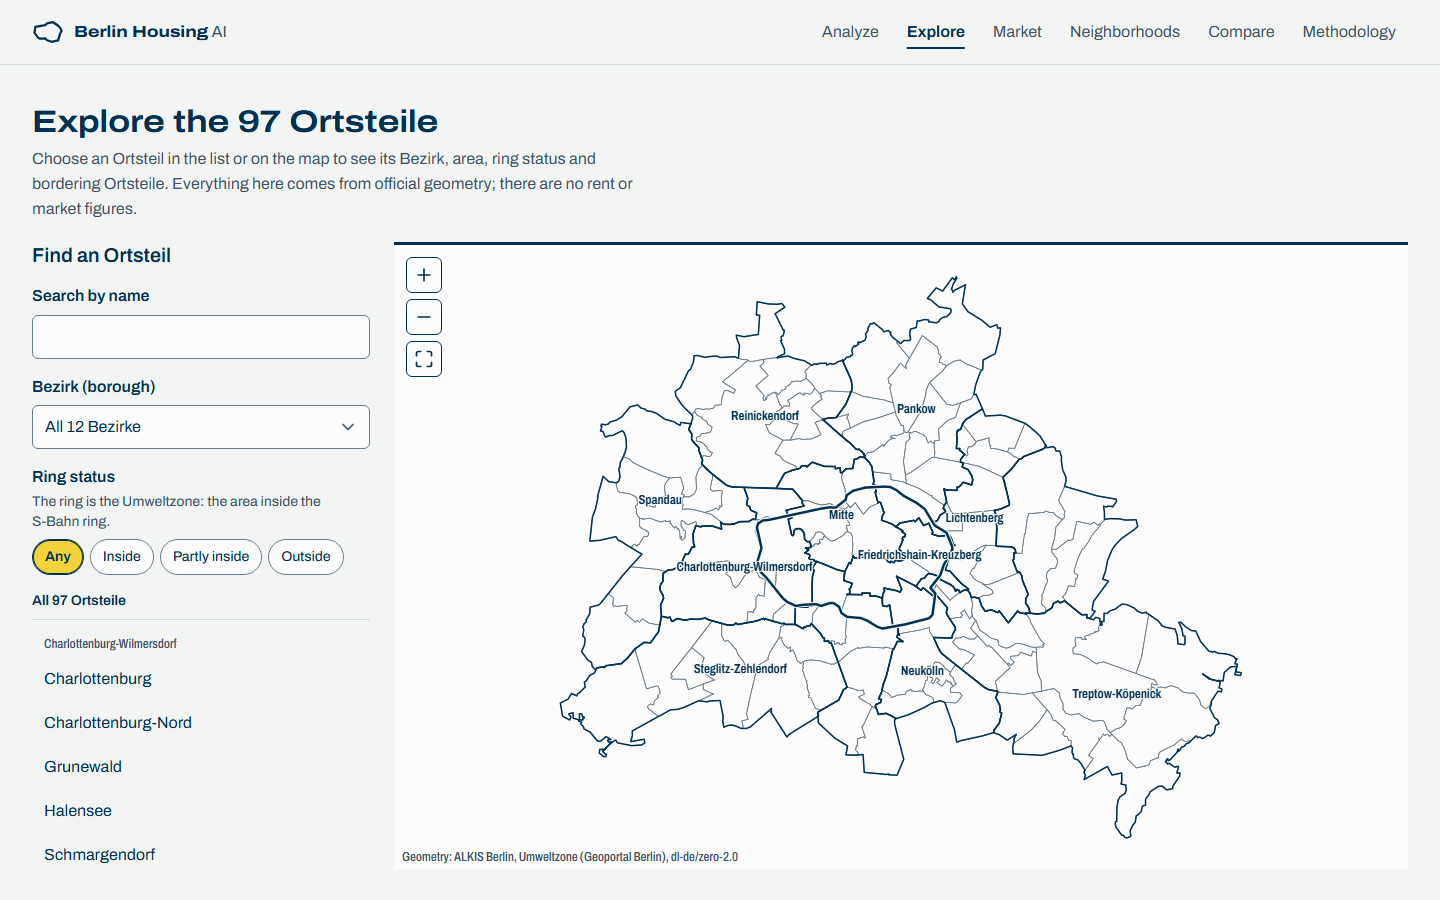 Berlin Housing AI
Analyze
Explore
Market
Neighborhoods
Compare
Methodology
Explore the 97 Ortsteile
Choose an Ortsteil in the list or on the map to see its Bezirk, area, ring status and
bordering Ortsteile. Everything here comes from official geometry; there are no rent or
market figures.
Find an Ortsteil
Search by name
Bezirk (borough)
All 12 Bezirke
Ring status
The ring is the Umweltzone: the area inside the
S-Bahn ring.
Any
Inside
Partly inside
Outside
All 97 Ortsteile
Charlottenburg-Wilmersdorf
Charlottenburg
Charlottenburg-Nord
Grunewald
Halensee
Schmargendorf
Reinickendorf
Pankow
Spandau
Mitte
Lichtenberg
Friedrichshain-Kreuzberg
Charlottenburg-Wilmersdorf
Steglitz-Zehlendorf
Neukölln
Treptow-Köpenick
Geometry: ALKIS Berlin, Umweltzone (Geoportal Berlin), dl-de/zero-2.0